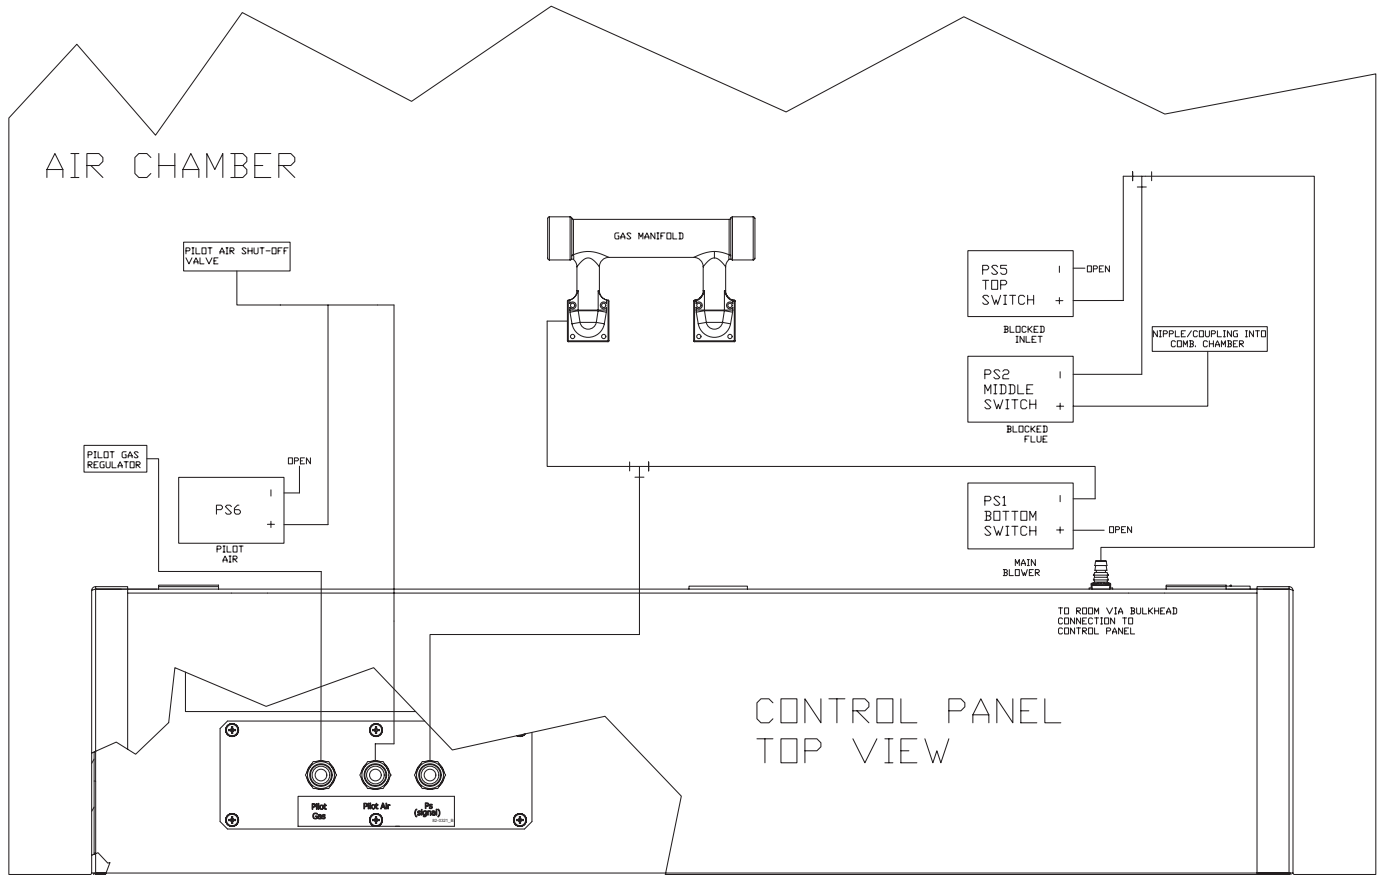 AIR CHAMBER
PILOT AIR SHUT-OFF
VALVE
GAS MANIFOLD
PS5
TOP
SWITCH
-
+
OPEN
BLOCKED
INLET
NIPPLE/COUPLING INTO
COMB. CHAMBER
PS2
MIDDLE
SWITCH
-
+
BLOCKED
FLUE
PILOT GAS
REGULATOR
OPEN
PS6
-
+
PILOT
AIR
PS1
BOTTOM
SWITCH
-
+
OPEN
MAIN
BLOWER
TO ROOM VIA BULKHEAD
CONNECTION TO
CONTROL PANEL
CONTROL PANEL
TOP VIEW
Pilot
Gas
Pilot Air
Ps
(signal)